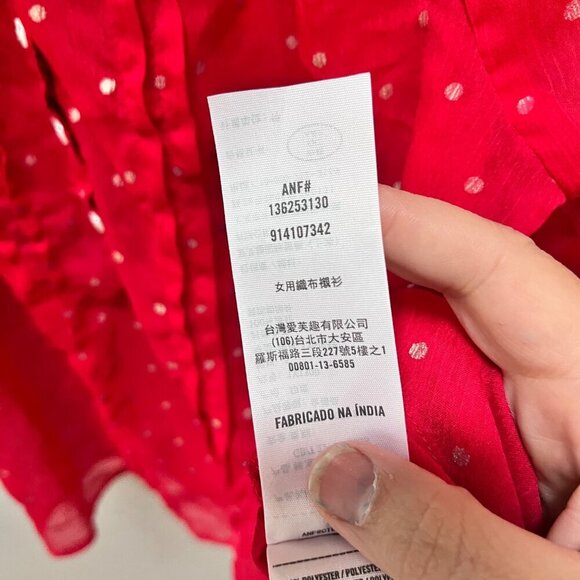 ANF#
136253130
914107342
女用織布襯衫
台灣愛芙趣有限公司
(106)台北市大安區
羅斯福路三段227號5樓之1
00801-13-6585
FABRICADO NA ÍNDIA
POLYESTER / POLYESTER